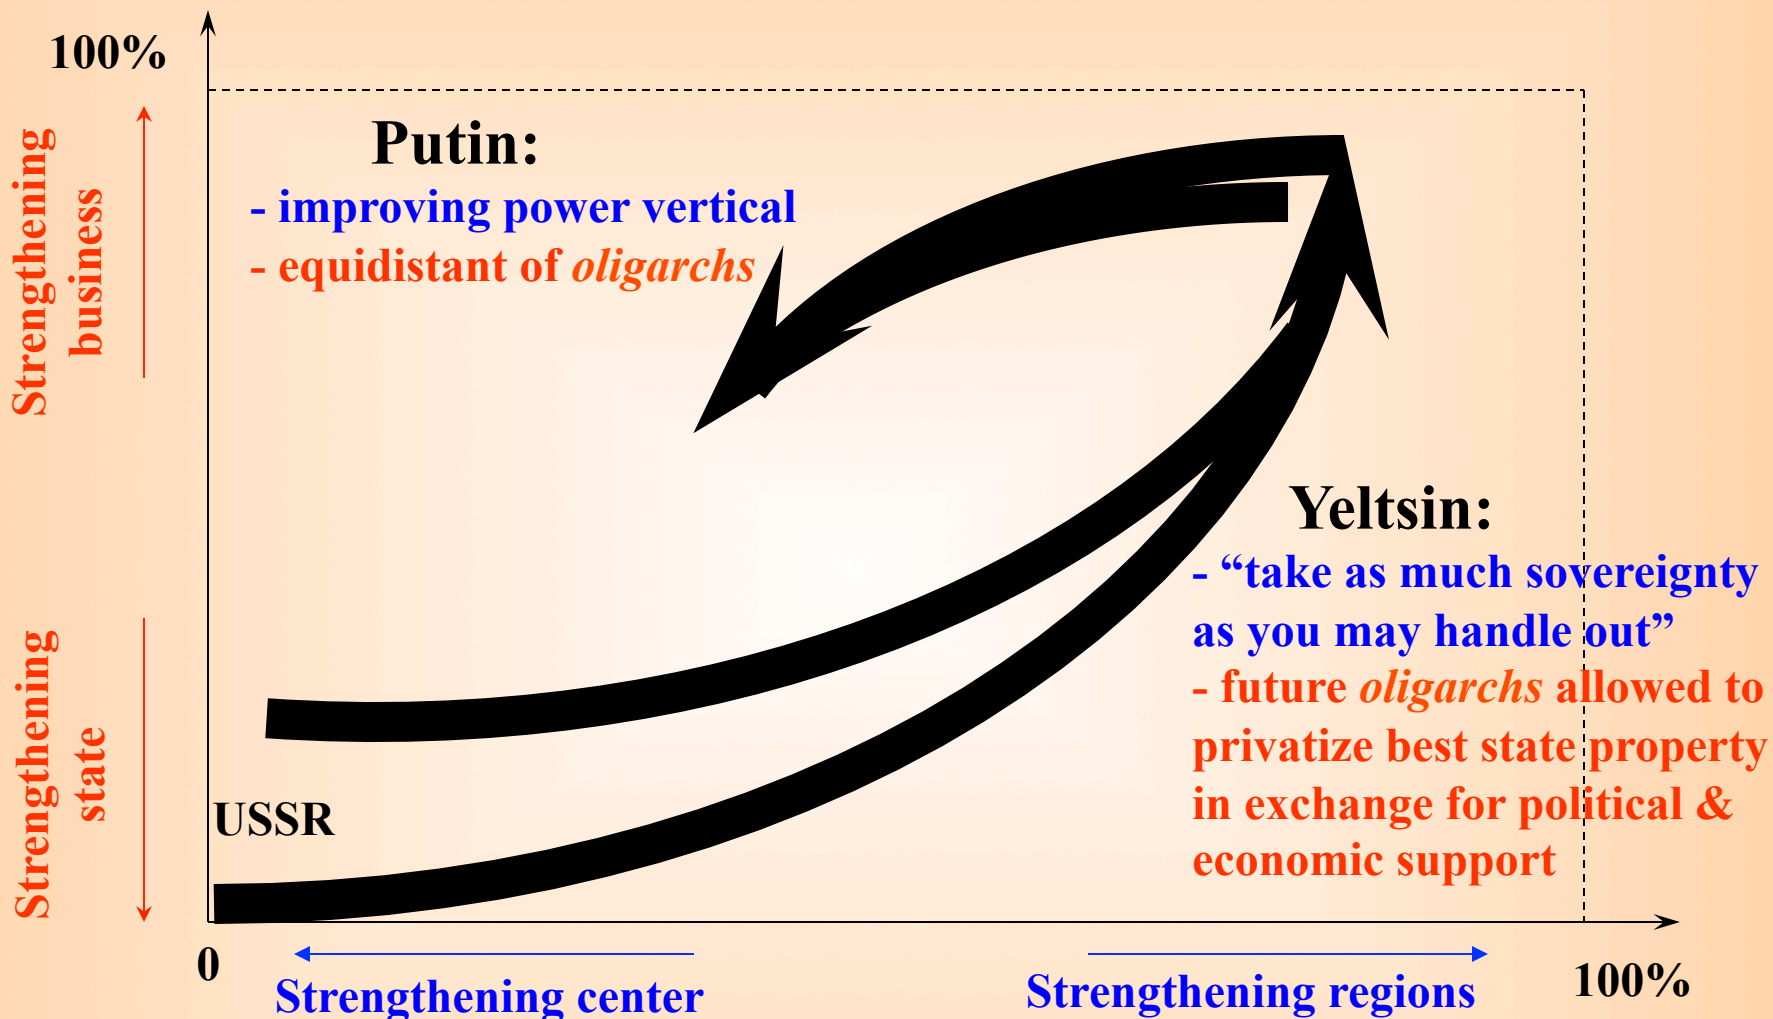 100%
Strengthening
business
Putin:
- improving power vertical
- equidistant of oligarchs
Yeltsin:
- “take as much sovereignty
as you may handle out”
- future oligarchs allowed to
privatize best state property
in exchange for political &
economic support
Strengthening
state
USSR
0
Strengthening center
Strengthening regions
100%